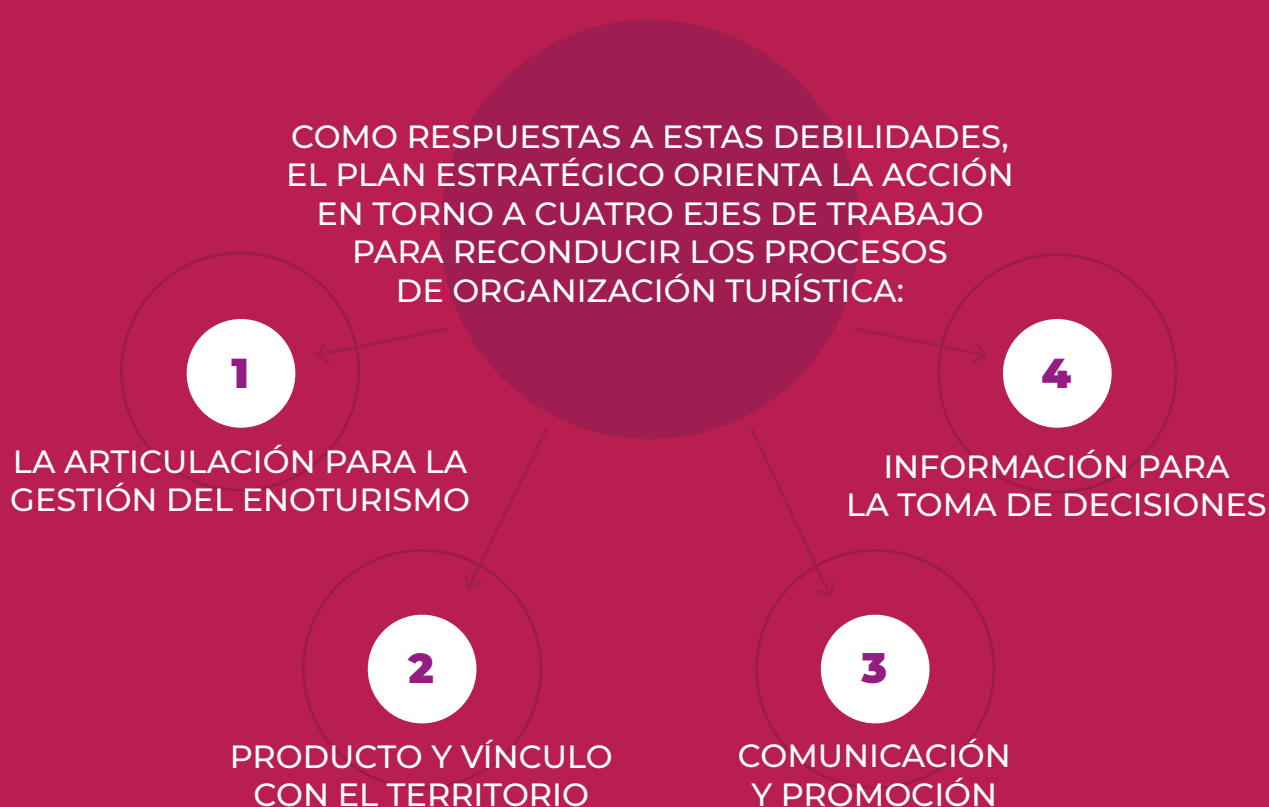 COMO RESPUESTAS A ESTAS DEBILIDADES,
EL PLAN ESTRATÉGICO ORIENTA LA ACCIÓN
EN TORNO A CUATRO EJES DE TRABAJO
PARA RECONDUCIR LOS PROCESOS
DE ORGANIZACIÓN TURÍSTICA:
1
LA ARTICULACIÓN PARA LA
GESTIÓN DEL ENOTURISMO
2
PRODUCTO Y VÍNCULO
CON EL TERRITORIO
3
COMUNICACIÓN
Y PROMOCIÓN
4
INFORMACIÓN PARA
LA TOMA DE DECISIONES